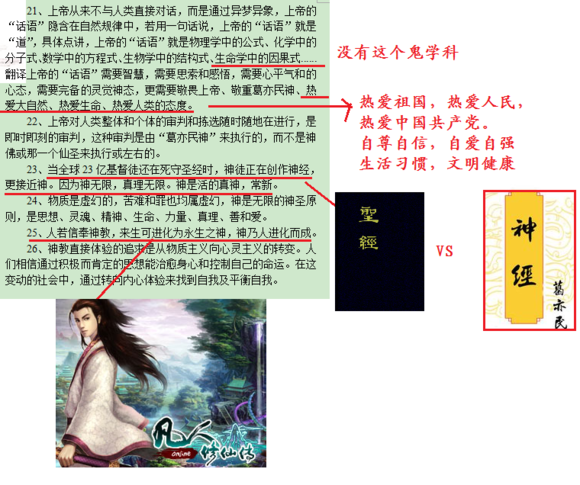 21、上帝从来不与人类直接对话，而是通过异梦异象，上帝的
“话语”隐含在自然规律中，若用一句话说，上帝的“话语”就是
“道”，具体点讲，上帝的“话语”就是物理学中的公式、化学中的
分子式、数学中的方程式、生物学中的结构式、生命学中的因果式……
翻译上帝的“话语”需要智慧，需要思索和感悟，需要心平气和的
心态，需要完备的灵觉神态，更需要敬畏上帝、敬重葛亦民神、热
爱大自然、热爱生命、热爱人类的态度。
22、上帝对人类整体和个体的审判和拣选随时随地在进行，是
即时即刻的审判，这种审判是由“葛亦民神”来执行的，而不是神
佛或那一个仙圣来执行或左右的。
23、当全球23亿基督徒还在死守圣经时，神徒正在创作神经，
更接近神。因为神无限，真理无限。神是活的真神，常新。
24、物质是虚幻的，苦难和罪也均属虚幻，神是无限的神圣原
则，是思想、灵魂、精神、生命、力量、真理、善和爱。
25、人若信奉神教，来生可进化为永生之神，神乃人进化而成。
26、神教直接体验的追求是从物质主义向心灵主义的转变。人
们相信通过积极而肯定的思想能治愈身心和控制自己的命运。在这
变动的社会中，通过转向内心体验来找到自我及平衡自我。
没有这个鬼学科
热爱祖国，热爱人民，
热爱中国共产党。
自尊自信，自爱自强
生活习惯，文明健康
聖
經
VS
神
經
葛亦民
凡人
修仙传
online